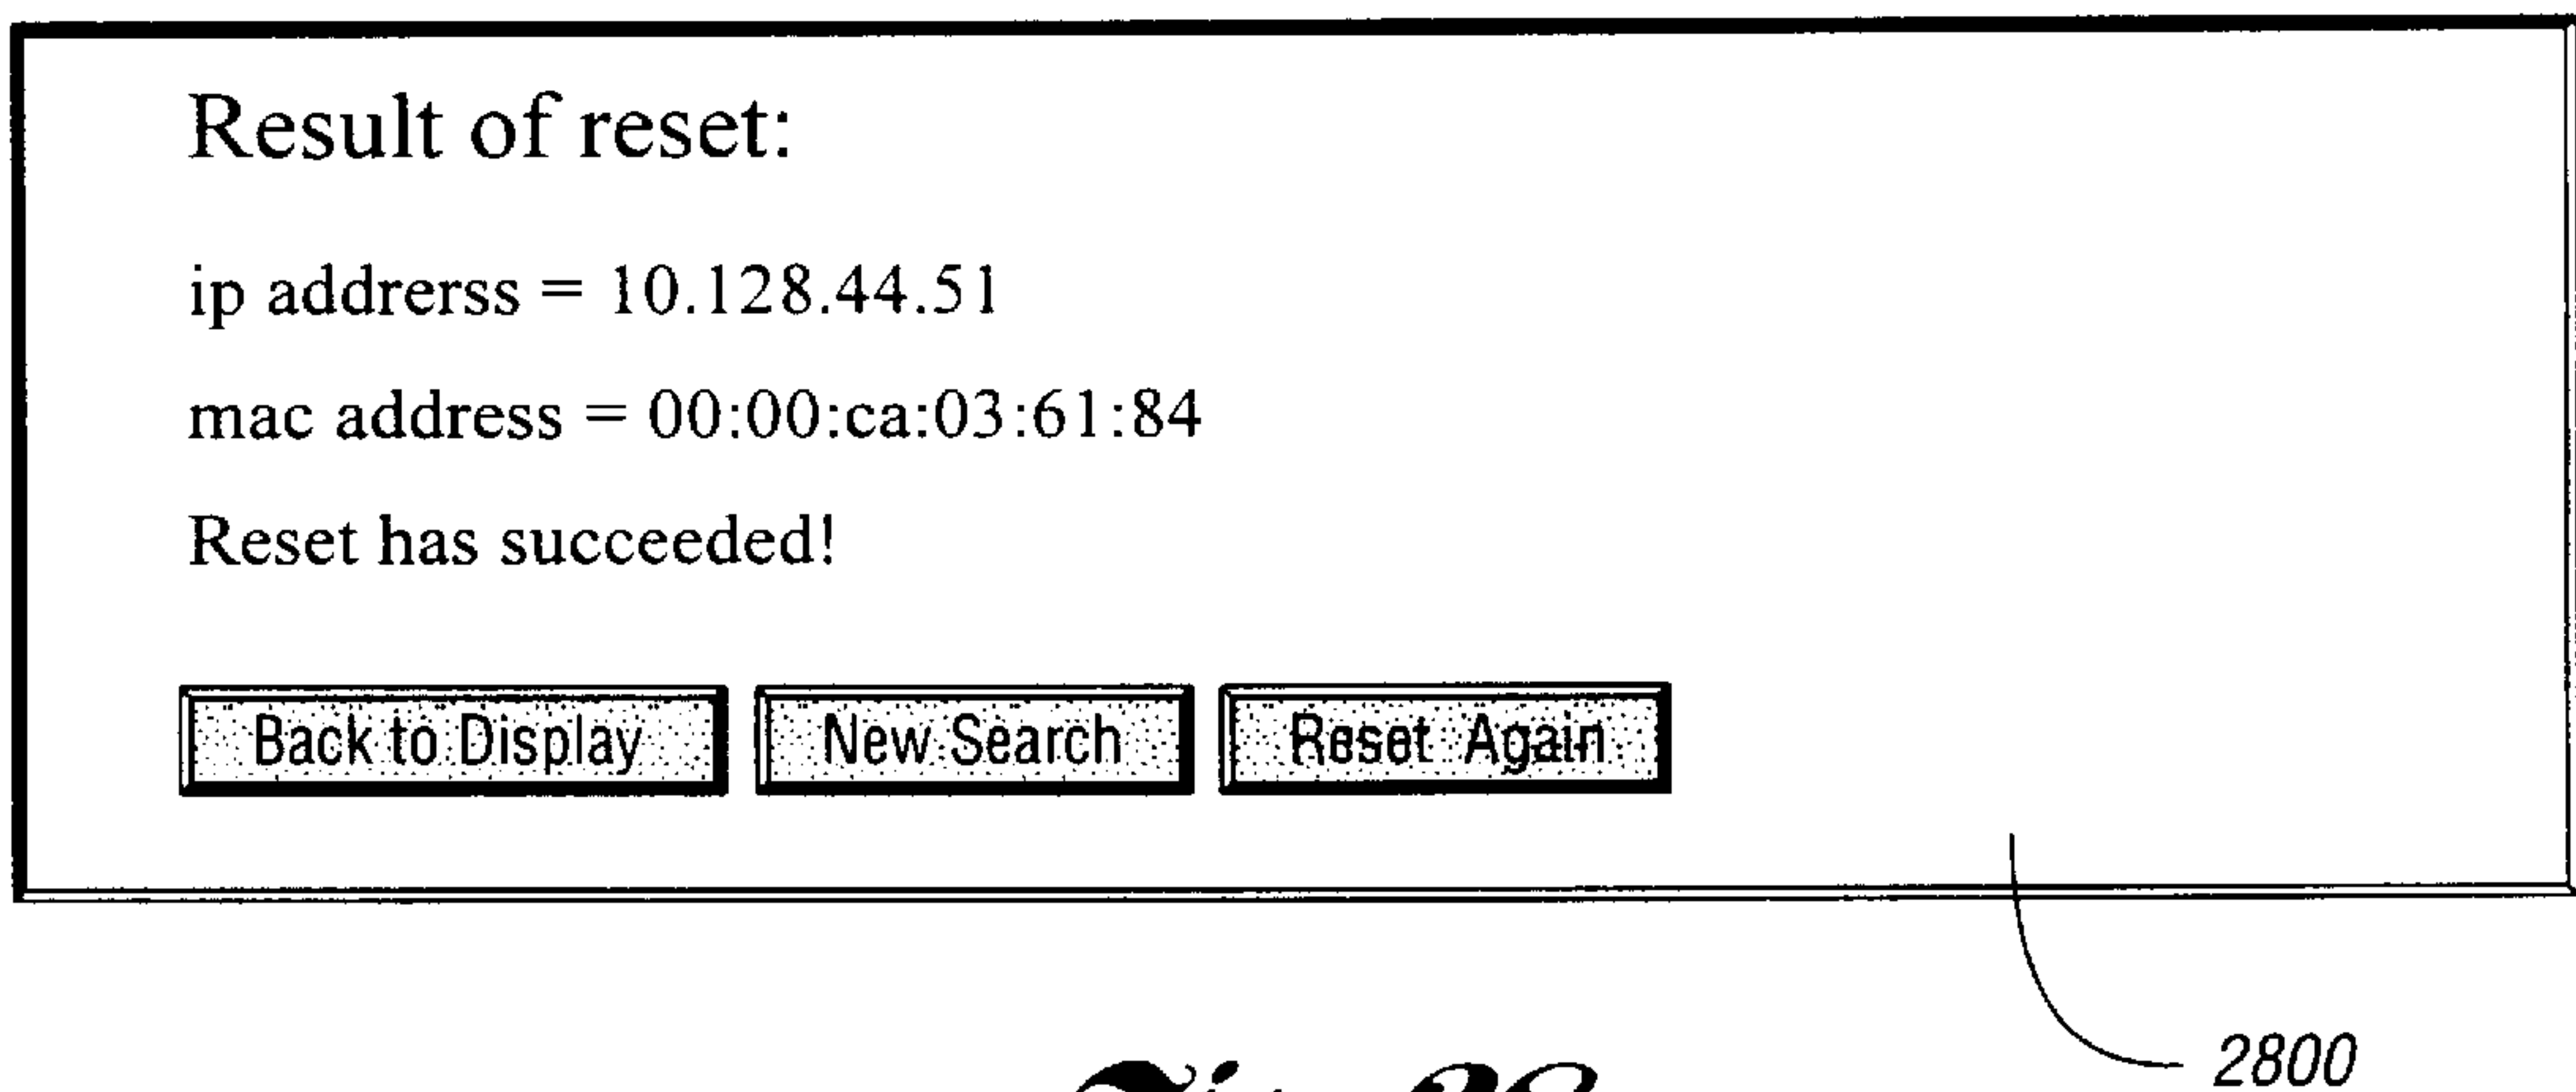 Result of reset:
ip addrerss = 10.128.44.51
mac address = 00:00:ca:03:61:84
Reset has succeeded!
Back to Display New Search Reset Again
2800